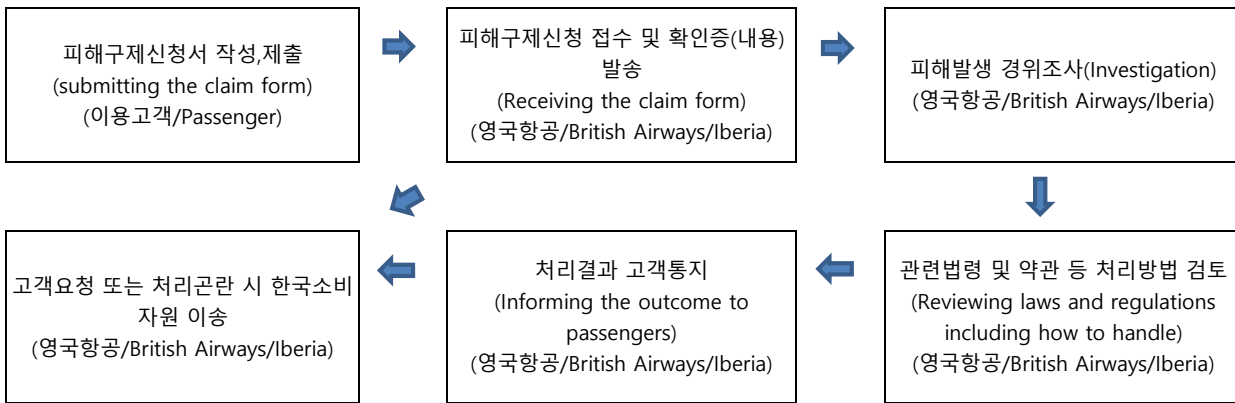 피해구제신청서 작성,제출
(submitting the claim form)
(이용고객/Passenger)
피해구제신청 접수 및 확인증(내용)
발송
(Receiving the claim form)
(영국항공/British Airways/Iberia)
피해발생 경위조사(Investigation)
(영국항공/British Airways/Iberia)
고객요청 또는 처리곤란 시 한국소비
자원 이송
(영국항공/British Airways/Iberia)
처리결과 고객통지
(Informing the outcome to
passengers)
(영국항공/British Airways/Iberia)
관련법령 및 약관 등 처리방법 검토
(Reviewing laws and regulations
including how to handle)
(영국항공/British Airways/Iberia)